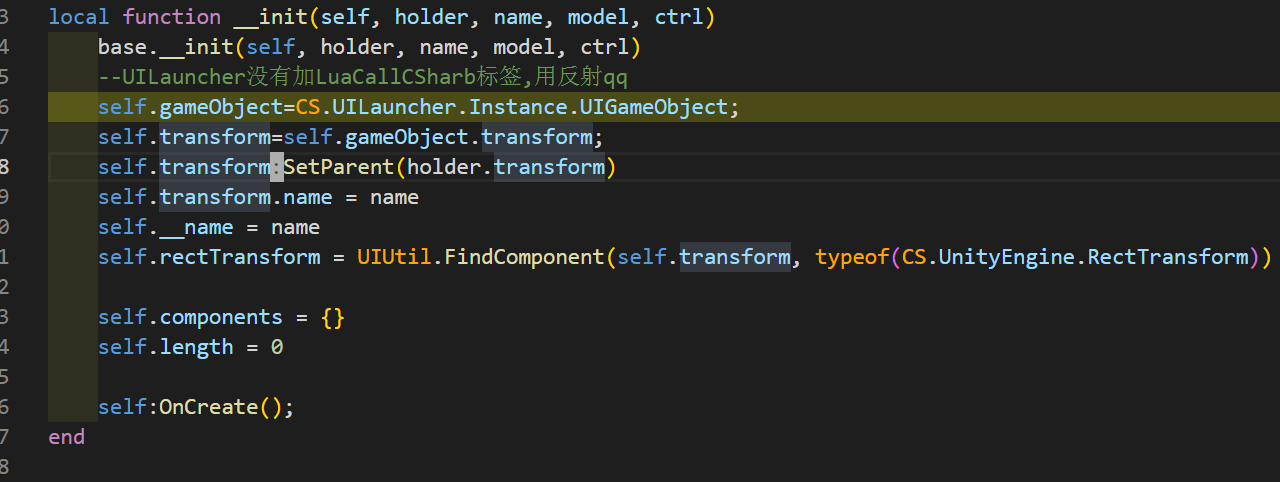 3 local function __init(self, holder, name, model, ctrl)
4 base.__init(self, holder, name, model, ctrl)
5 --UILauncher没有加LuaCallCSharb标签,用反射qq
6 self.gameObject=CS.UILauncher.Instance.UIGameObject;
7 self.transform=self.gameObject.transform;
8 self.transform:SetParent(holder.transform)
9 self.transform.name = name
0 self.__name = name
1 self.rectTransform = UIUtil.FindComponent(self.transform, typeof(CS.UnityEngine.RectTransform))
2
3 self.components = {}
4 self.length = 0
5
6 self:OnCreate();
7 end
8